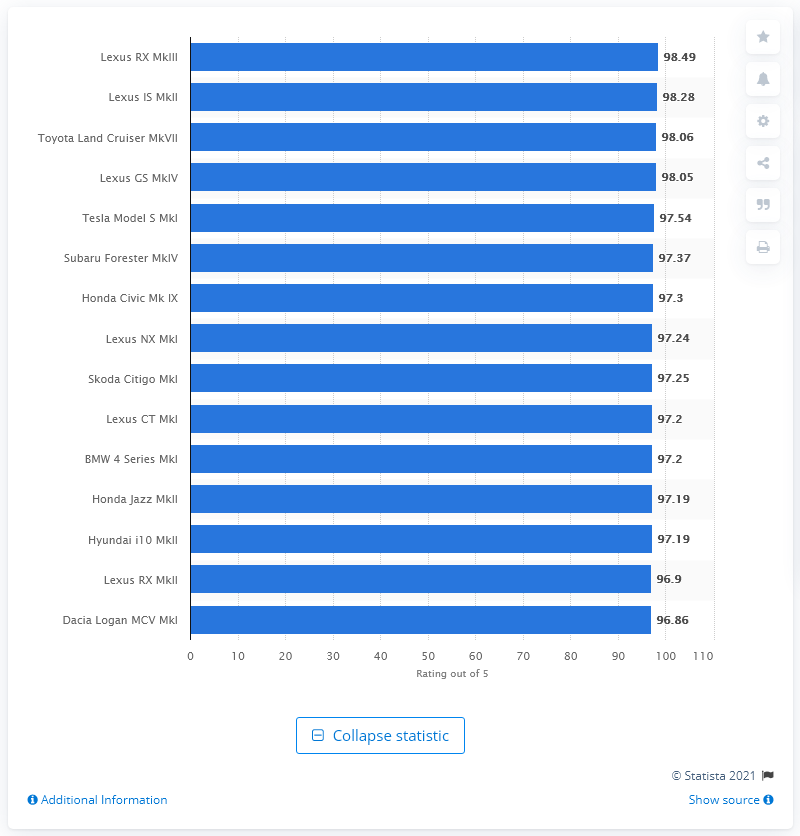 Lexus RX MkIII 98.49
Lexus IS MkII 98.28
Toyota Land Cruiser MkVII 98.06
Lexus GS MkIV 98.05
Tesla Model S MkI 97.54
Subaru Forester MkIV 97.37
Honda Civic Mk IX 97.3
Lexus NX MkI 97.24
Skoda Citigo MkI 97.25
Lexus CT MkI 97.2
BMW 4 Series MkI 97.2
Honda Jazz MkII 97.19
Hyundai i10 MkII 97.19
Lexus RX MkII 96.9
Dacia Logan MCV MkI 96.86
0 10 20 30 40 50 60 70 80 90 100 110
Rating out of 5
Collapse statistic
© Statista 2021
Additional Information Show source